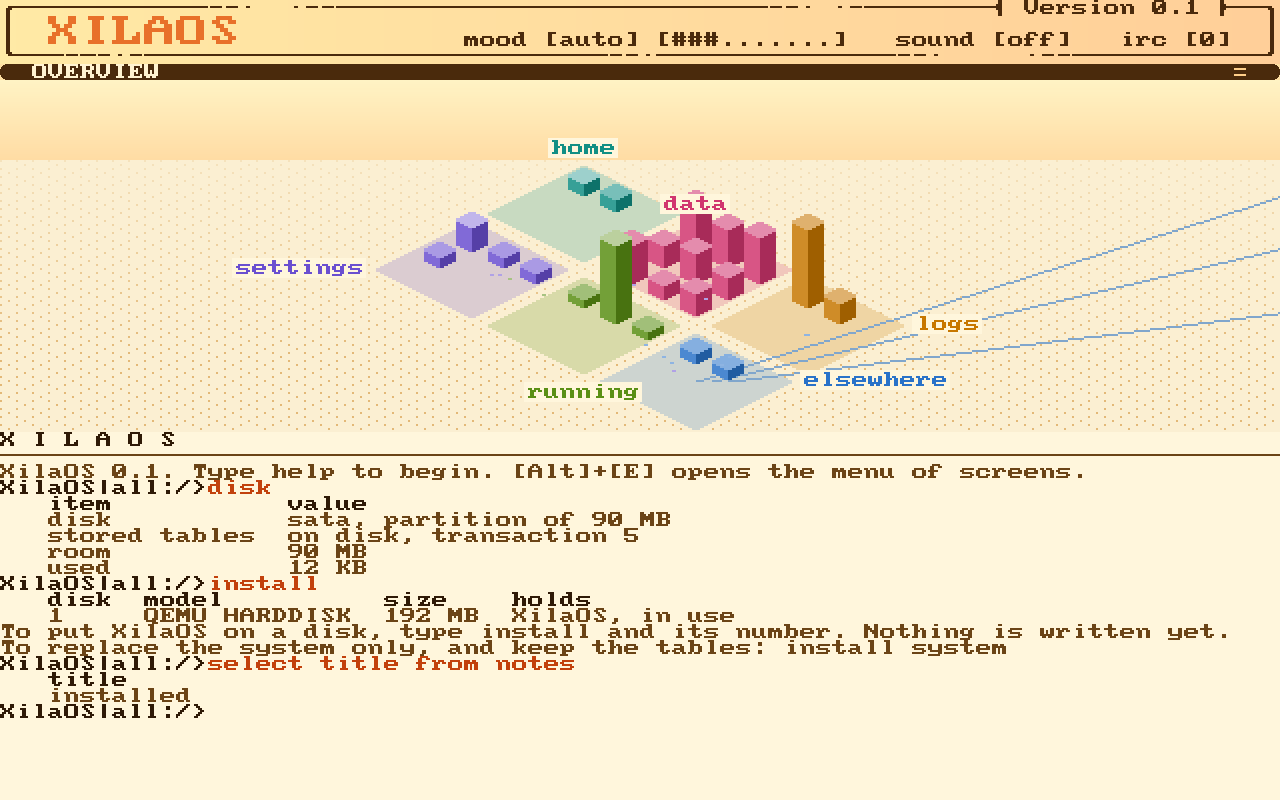 Version 0.1
XILAOS
mood [auto] [###.......] sound [off] irc [0]
OVERVIEW =
home
data
settings
logs
elsewhere
running
X I L A O S
XilaOS 0.1. Type help to begin. [Alt]+[E] opens the menu of screens.
XilaOS|all:/>disk
item value
disk sata, partition of 90 MB
stored tables on disk, transaction 5
room 90 MB
used 12 KB
XilaOS|all:/>install
disk model size holds
1 QEMU HARDDISK 192 MB XilaOS, in use
To put XilaOS on a disk, type install and its number. Nothing is written yet.
To replace the system only, and keep the tables: install system
XilaOS|all:/>select title from notes
title
installed
XilaOS|all:/>